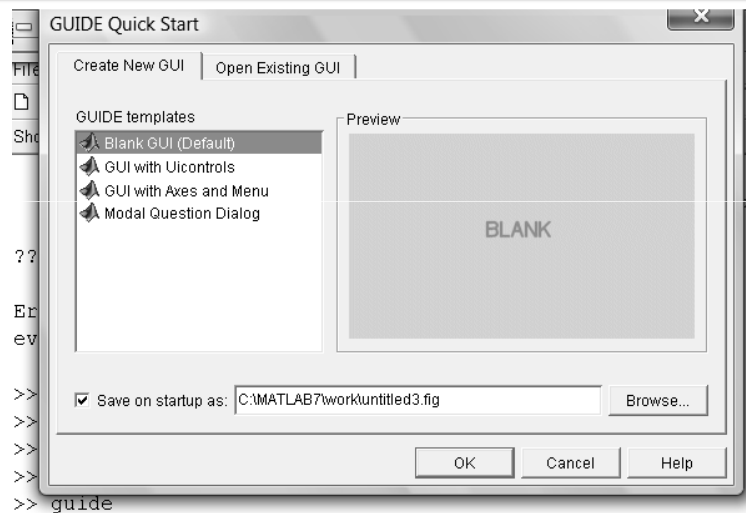 GUIDE Quick Start
File
Create New GUI
Open Existing GUI
GUIDE templates
Preview
Blank GUI (Default)
GUI with Uicontrols
GUI with Axes and Menu
Modal Question Dialog
BLANK
??
Er
ev
>>
Save on startup as:
C:\MATLAB7\work\untitled3.fig
Browse...
>>
>>
>>
OK
Cancel
Help
>> guide